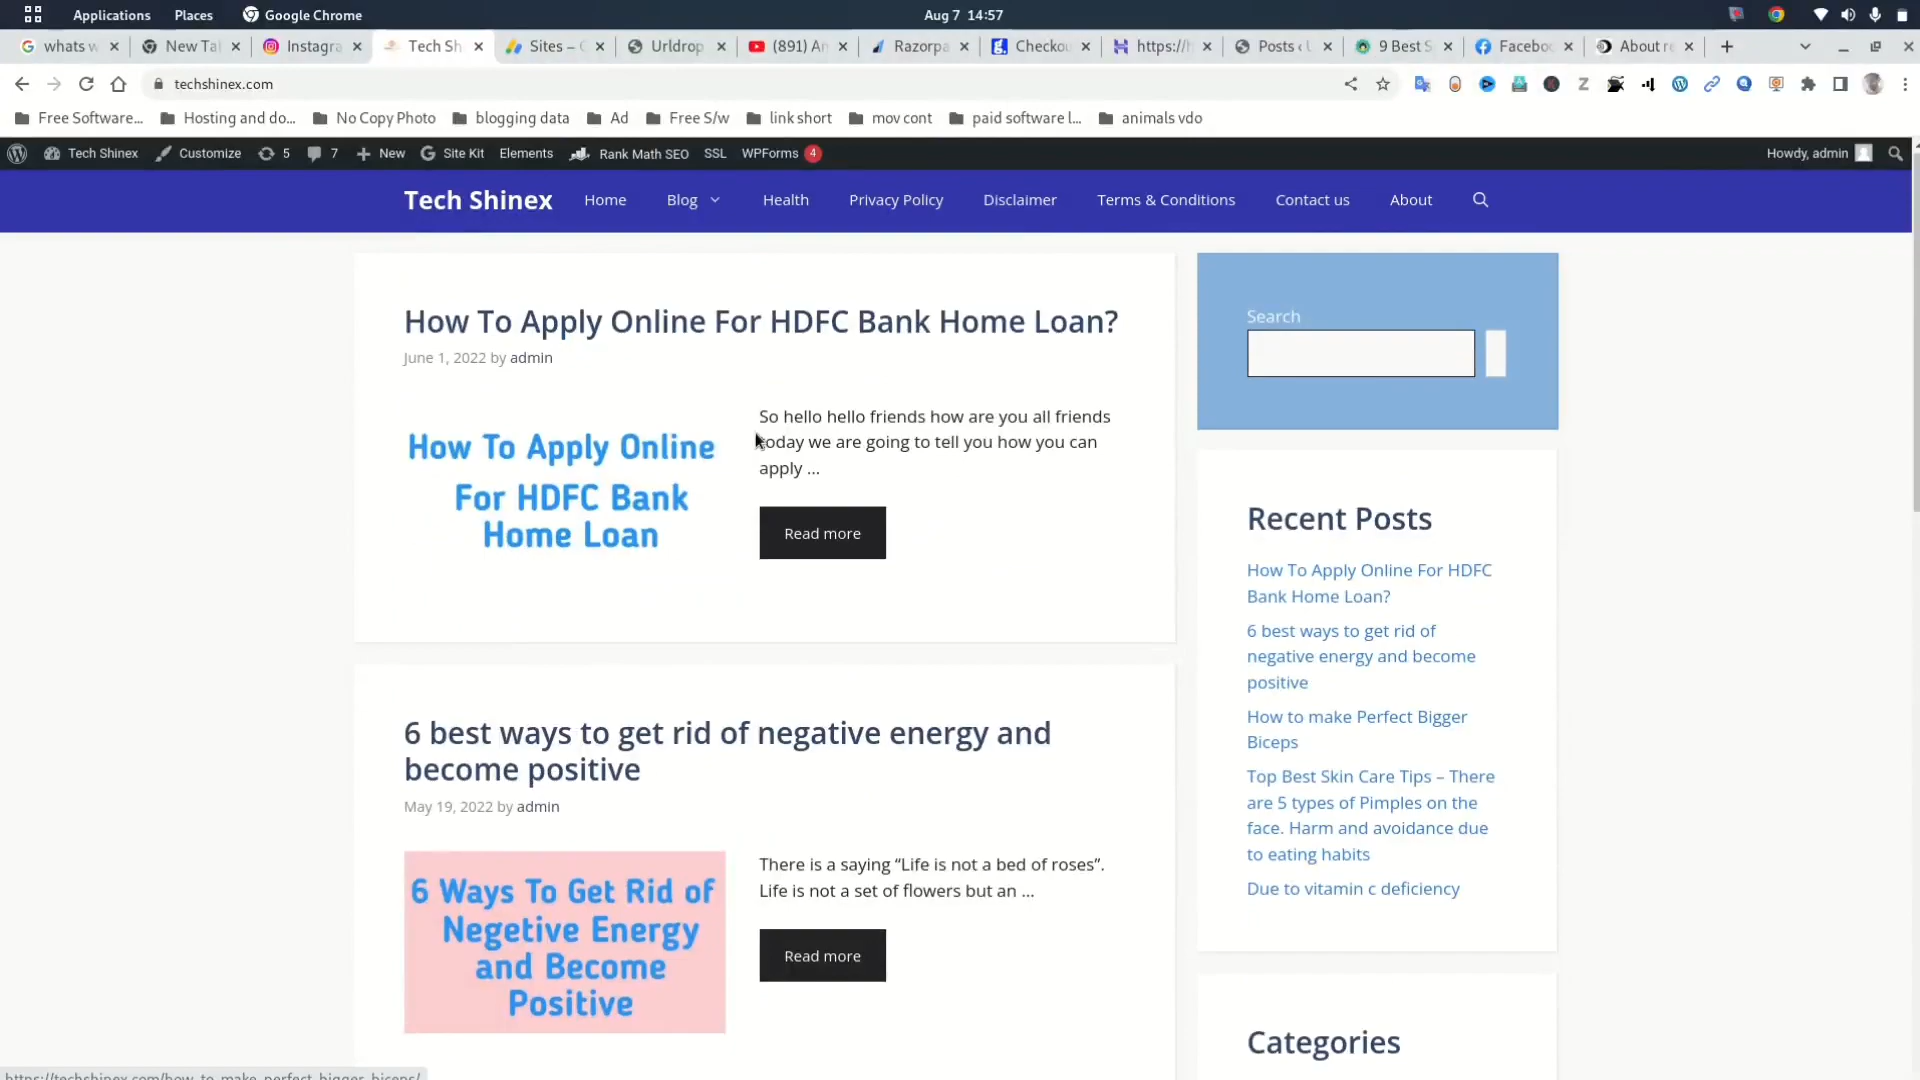 Applications Places Google Chrome Aug 7 14:57
whats w New Ta Instagra Tech Sh Sites – Urldrop (891) Ar Razorpa Checkou https://h Posts ‹ 9 Best S Faceboo About re
techshinex.com
Free Software... Hosting and do... No Copy Photo blogging data Ad Free S/w link short mov cont paid software l... animals vdo
Tech Shinex Customize 5 7 New Site Kit Elements Rank Math SEO SSL WPForms 4 Howdy, admin
Tech Shinex Home Blog Health Privacy Policy Disclaimer Terms & Conditions Contact us About
How To Apply Online For HDFC Bank Home Loan?
June 1, 2022 by admin
How To Apply Online
For HDFC Bank
Home Loan
So hello hello friends how are you all friends
today we are going to tell you how you can
apply ...
Read more
6 best ways to get rid of negative energy and
become positive
May 19, 2022 by admin
6 Ways To Get Rid of
Negetive Energy
and Become
Positive
There is a saying “Life is not a bed of roses”.
Life is not a set of flowers but an ...
Read more
Search
Recent Posts
How To Apply Online For HDFC
Bank Home Loan?
6 best ways to get rid of
negative energy and become
positive
How to make Perfect Bigger
Biceps
Top Best Skin Care Tips – There
are 5 types of Pimples on the
face. Harm and avoidance due
to eating habits
Due to vitamin c deficiency
Categories
https://techshinex.com/how-to-make-perfect-bigger-biceps/